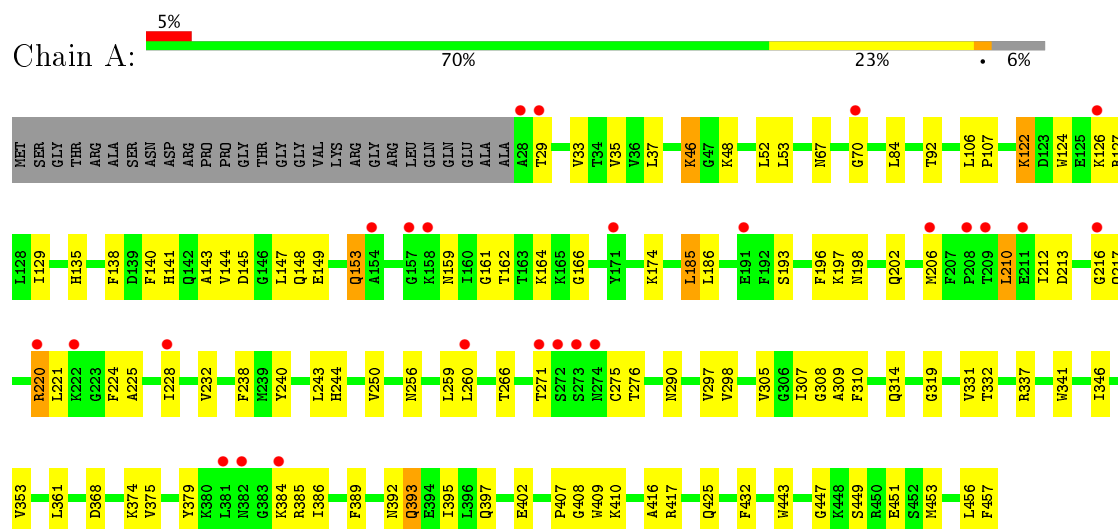 5%
Chain A:
70% 23% • 6%
MET SER GLY THR ARG ALA SER ASN ASP ARG PRO PRO GLY THR GLY GLY VAL LYS ARG GLY ARG LEU GLN GLN GLU ALA ALA A28 T29 V33 T34 V35 V36 L37 K46 G47 K48 L52 L53 N67 G70 L84 T92 L106 P107 K122 D123 W124 E125 K126 R127
L128 I129 H135 F138 D139 F140 H141 Q142 A143 V144 D145 G146 L147 Q148 E149 Q153 A154 G157 K158 N159 I160 G161 T162 T163 K164 K165 G166 Y171 K174 L185 L186 E191 F192 S193 F196 K197 N198 Q202 M206 F207 P208 T209 L210 E211 I212 D213 G216 Q217
R220 L221 K222 G223 F224 A225 I228 V232 F238 M239 Y240 L243 H244 V250 N256 L259 L260 T266 T271 S272 S273 N274 C275 T276 N290 V297 V298 V305 G306 I307 G308 A309 F310 Q314 G319 V331 T332 R337 W341 I346
V353 L361 D368 K374 V375 Y379 K380 L381 N382 G383 K384 R385 I386 F389 N392 Q393 E394 I395 L396 Q397 E402 P407 G408 W409 K410 A416 R417 Q425 F432 W443 G447 K448 S449 R450 E451 S452 M453 L456 F457